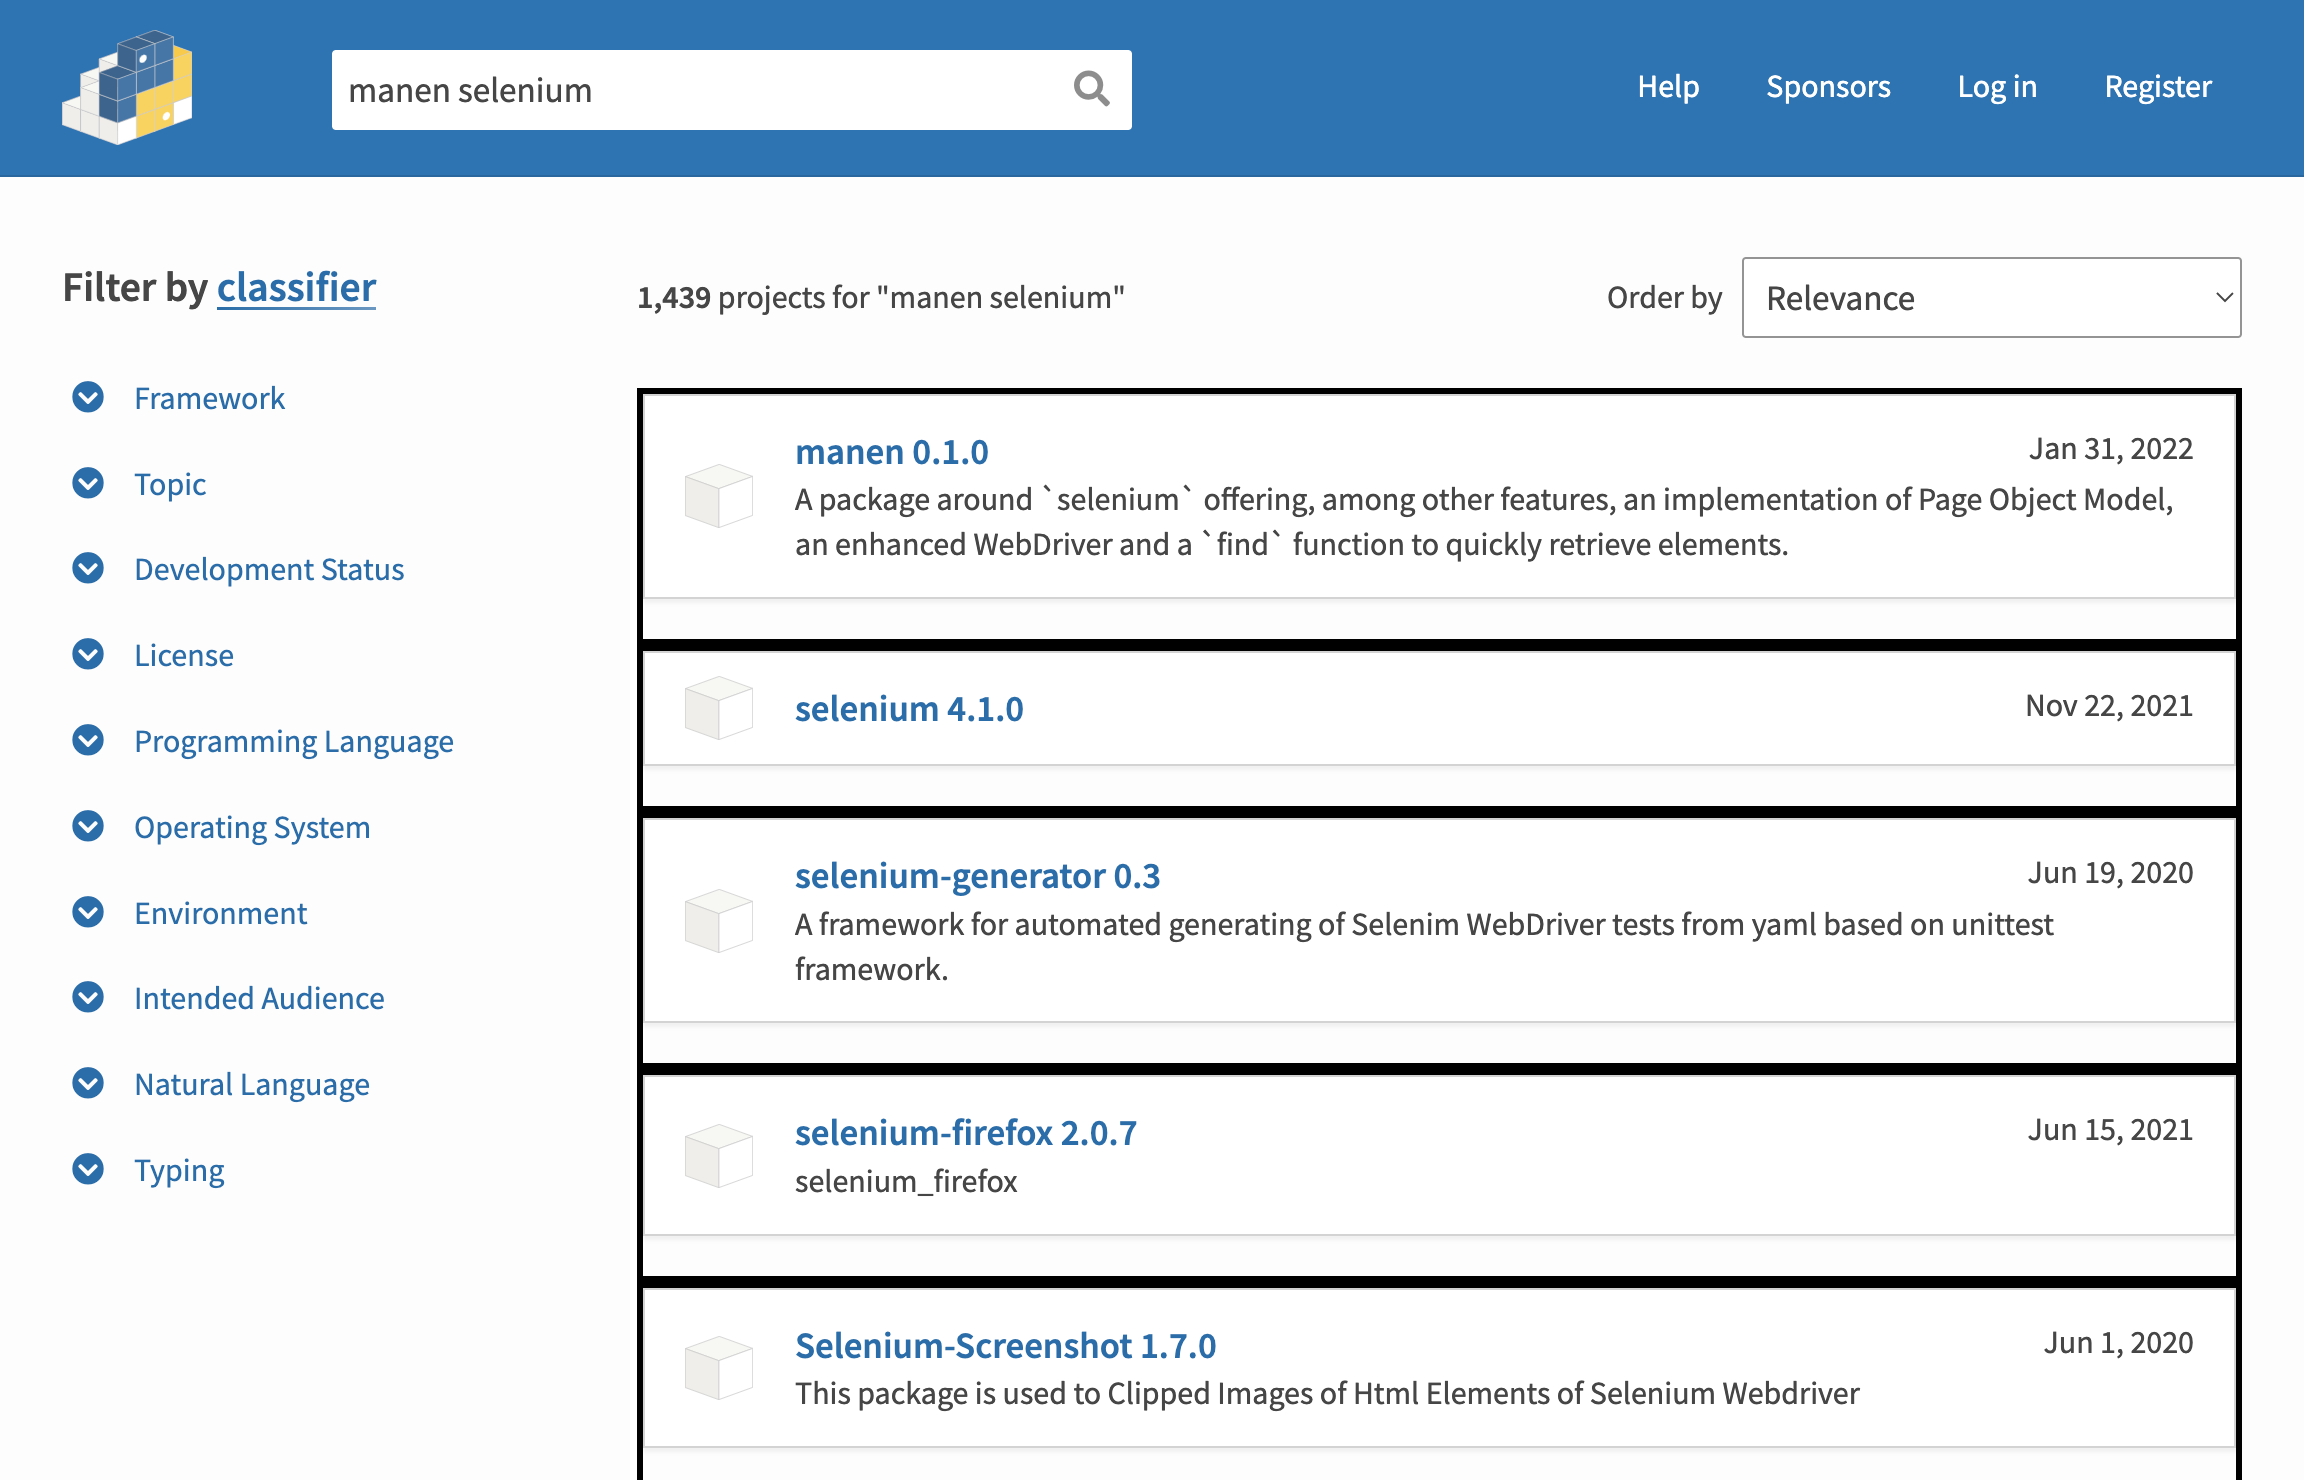 manen selenium
Help
Sponsors
Log in
Register
Filter by classifier
Framework
Topic
Development Status
License
Programming Language
Operating System
Environment
Intended Audience
Natural Language
Typing
1,439 projects for "manen selenium"
Order by
Relevance
manen 0.1.0
Jan 31, 2022
A package around `selenium` offering, among other features, an implementation of Page Object Model,
an enhanced WebDriver and a `find` function to quickly retrieve elements.
selenium 4.1.0
Nov 22, 2021
selenium-generator 0.3
Jun 19, 2020
A framework for automated generating of Selenim WebDriver tests from yaml based on unittest
framework.
selenium-firefox 2.0.7
Jun 15, 2021
selenium_firefox
Selenium-Screenshot 1.7.0
Jun 1, 2020
This package is used to Clipped Images of Html Elements of Selenium Webdriver